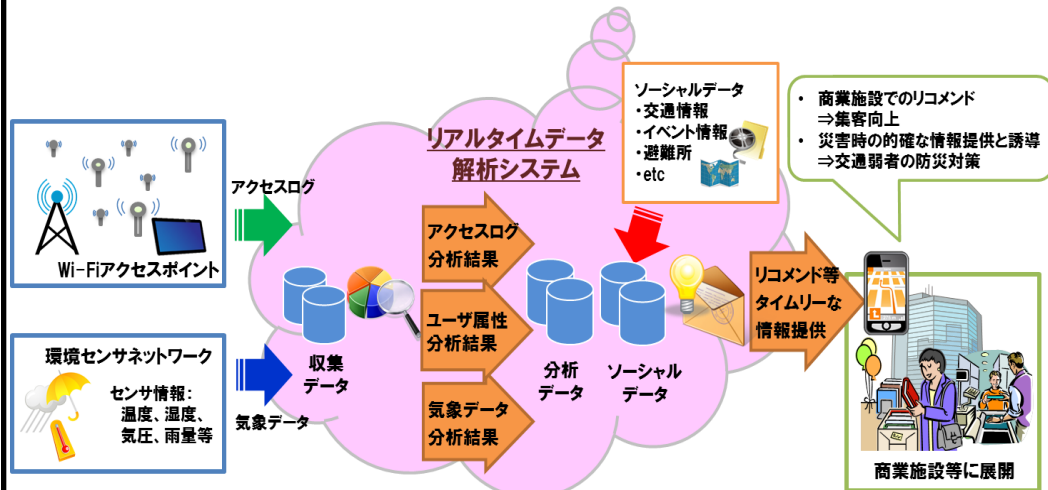 Wi-Fiアクセスポイント
環境センサネットワーク
センサ情報:
温度、湿度、
気圧、雨量等
アクセスログ
気象データ
リアルタイムデータ
解析システム
収集
データ
アクセスログ
分析結果
ユーザ属性
分析結果
気象データ
分析結果
ソーシャルデータ
・交通情報
・イベント情報
・避難所
・etc
分析
データ
ソーシャル
データ
リコメンド等
タイムリーな
情報提供
• 商業施設でのリコメンド
⇒集客向上
• 災害時の的確な情報提供と誘導
⇒交通弱者の防災対策
商業施設等に展開